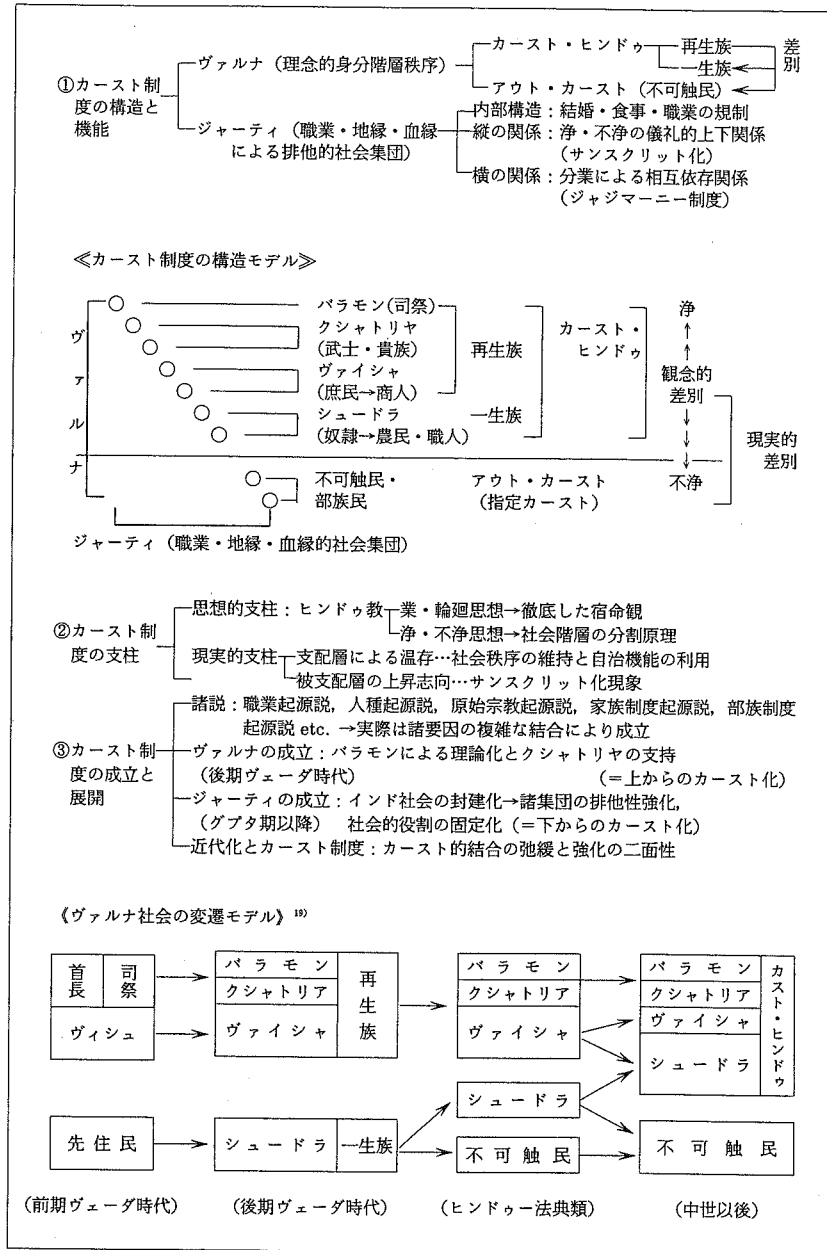 カースト・ヒンドゥ 再生族 差別
ヴァルナ(理念的身分階層秩序) 一生族
①カースト制 アウト・カースト(不可触民)
度の構造と 内部構造:結婚・食事・職業の規制
機能 ジャーティ(職業・地縁・血縁 縦の関係:浄・不浄の儀礼的上下関係
による排他的社会集団) (サンスクリット化)
横の関係:分業による相互依存関係
(ジャジマーニー制度)
≪カースト制度の構造モデル≫
ヴァルナ
バラモン(司祭) 浄
クシャトリヤ カースト・
(武士・貴族) 再生族 ヒンドゥ
ヴァイシャ 観念的
(庶民→商人) 差別
シュードラ 一生族
(奴隷→農民・職人) 現実的
差別
不可触民・ アウト・カースト 不浄
部族民 (指定カースト)
ジャーティ(職業・地縁・血縁的社会集団)
思想的支柱:ヒンドゥ教 業・輪廻思想→徹底した宿命観
②カースト制 浄・不浄思想→社会階層の分割原理
度の支柱 現実的支柱 支配層による温存…社会秩序の維持と自治機能の利用
被支配層の上昇志向…サンスクリット化現象
諸説:職業起源説,人種起源説,原始宗教起源説,家族制度起源説,部族制度
起源説 etc. →実際は諸要因の複雑な結合により成立
③カースト制 ヴァルナの成立:バラモンによる理論化とクシャトリヤの支持
度の成立と (後期ヴェーダ時代) (=上からのカースト化)
展開 ジャーティの成立:インド社会の封建化→諸集団の排他性強化,
(グプタ期以降) 社会的役割の固定化(=下からのカースト化)
近代化とカースト制度:カースト的結合の弛緩と強化の二面性
《ヴァルナ社会の変遷モデル》19)
首長 司祭 バラモン 再生族 バラモン バラモン カスト・ヒンドゥ
クシャトリア クシャトリア クシャトリア
ヴィシュ ヴァイシャ ヴァイシャ ヴァイシャ
シュードラ
シュードラ
先住民 シュードラ 一生族 不可触民 不可触民
(前期ヴェーダ時代) (後期ヴェーダ時代) (ヒンドゥー法典類) (中世以後)